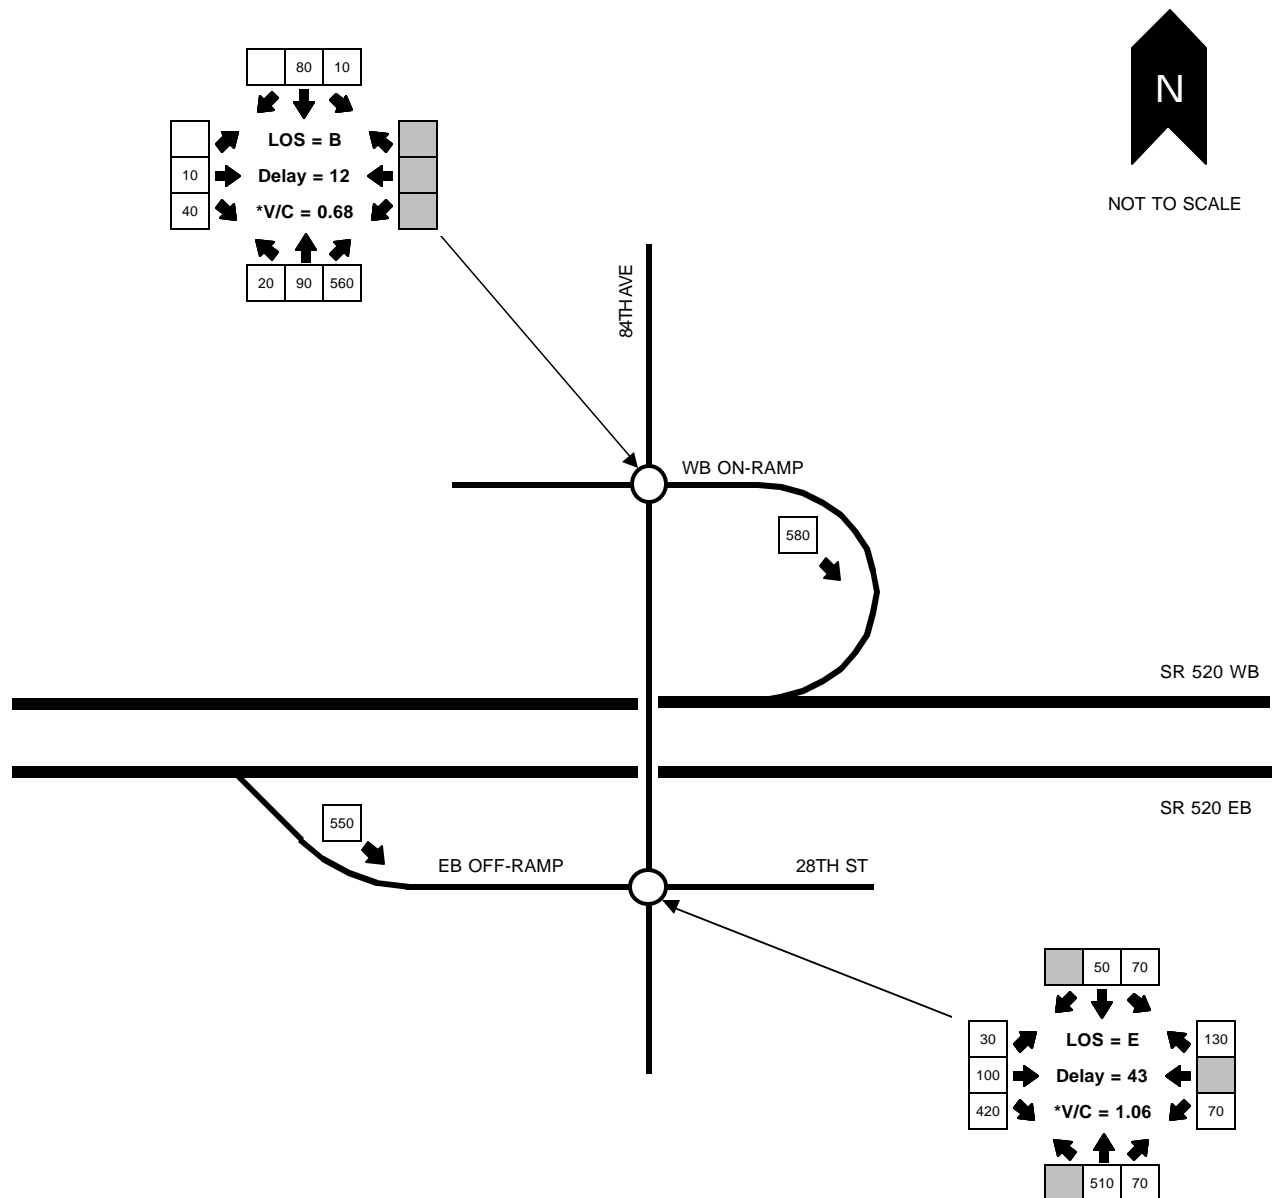 N
NOT TO SCALE
80 10
LOS = B
10 Delay = 12
40 *V/C = 0.68
20 90 560
84TH AVE
WB ON-RAMP
580
SR 520 WB
SR 520 EB
550
EB OFF-RAMP
28TH ST
50 70
30 LOS = E 130
100 Delay = 43
420 *V/C = 1.06 70
510 70